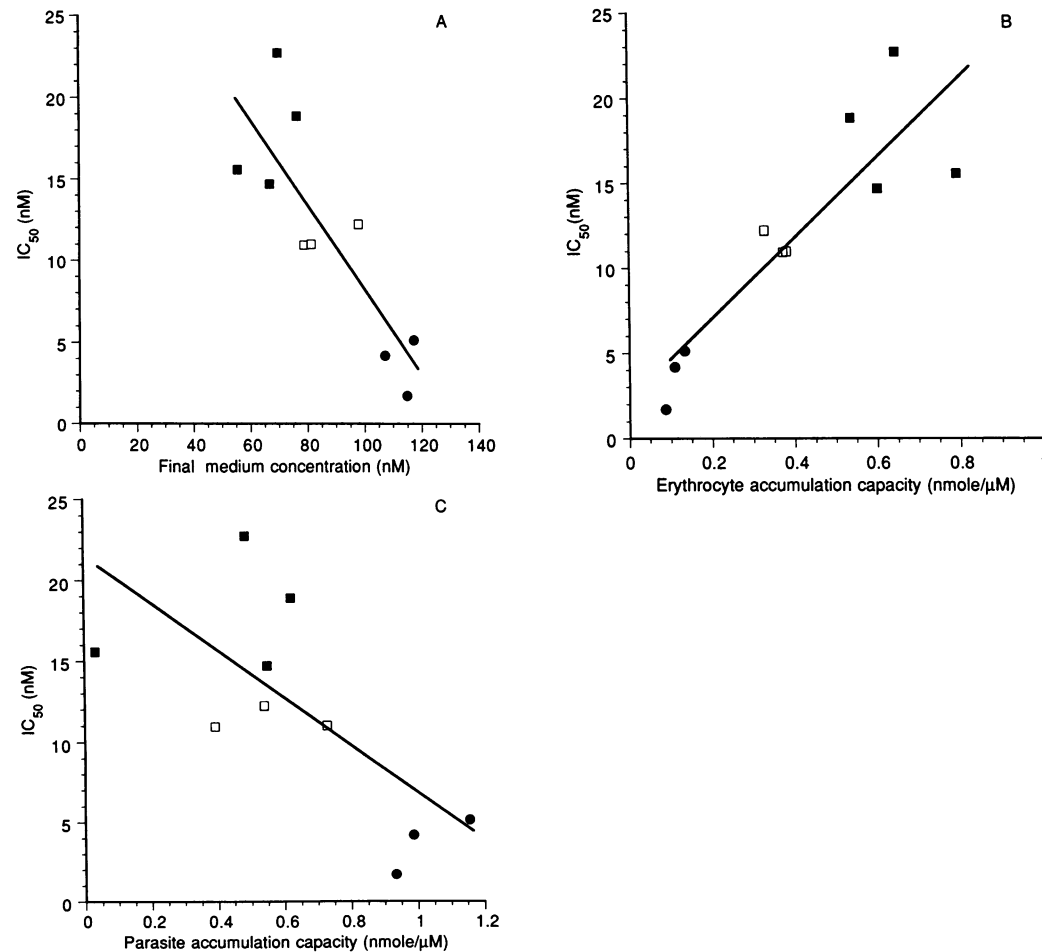 A
25
20
15
10
5
0
IC50 (nM)
0 20 40 60 80 100 120 140
Final medium concentration (nM)
B
25
20
15
10
5
0
IC50 (nM)
0 0.2 0.4 0.6 0.8
Erythrocyte accumulation capacity (nmole/μM)
C
25
20
15
10
5
0
IC50 (nM)
0 0.2 0.4 0.6 0.8 1 1.2
Parasite accumulation capacity (nmole/μM)